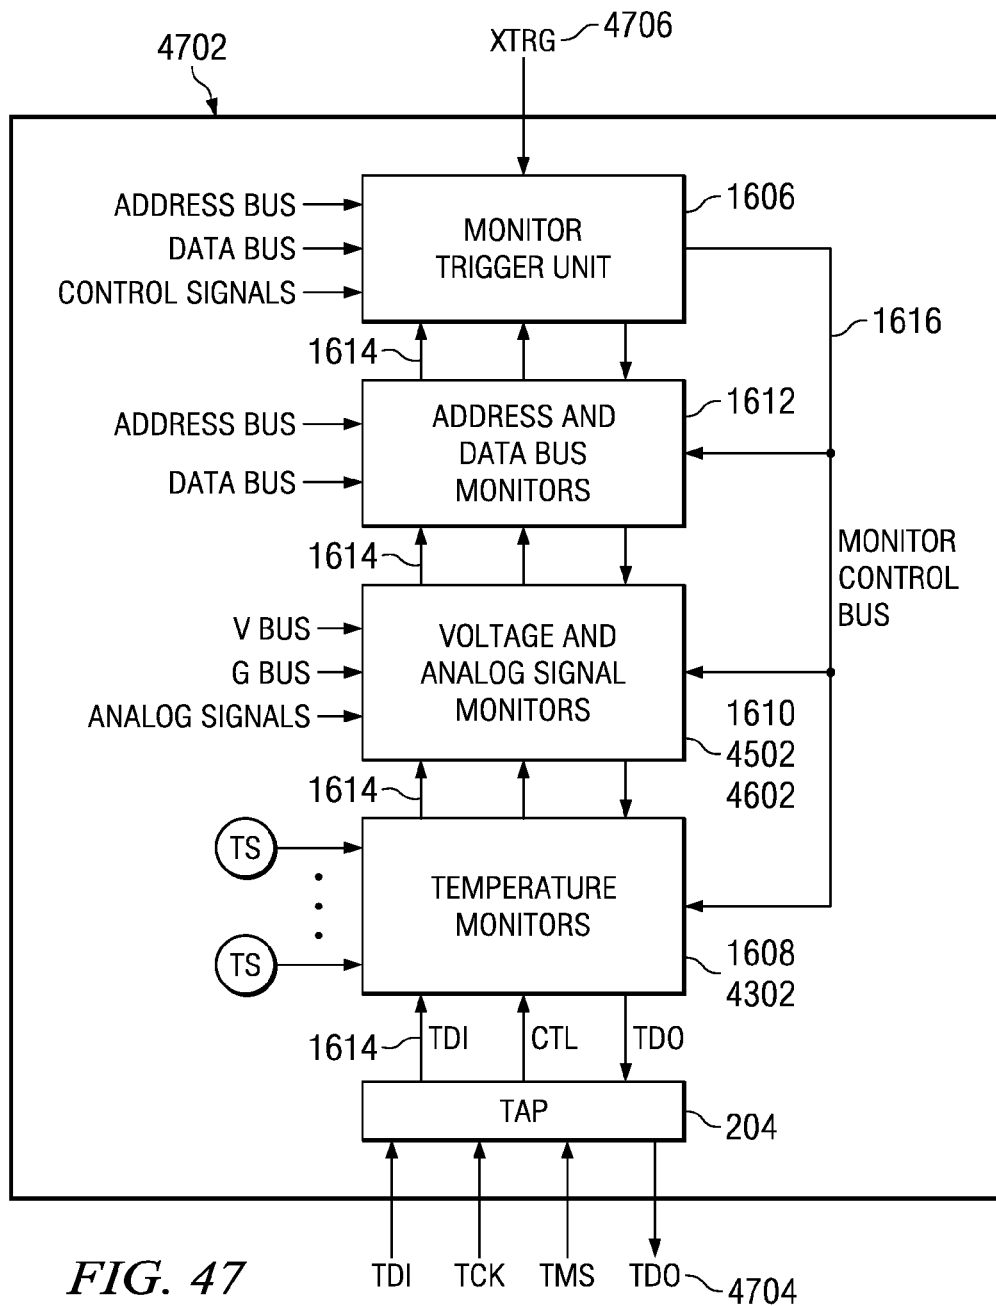 4702
XTRG
4706
ADDRESS BUS
DATA BUS
CONTROL SIGNALS
MONITOR
TRIGGER UNIT
1606
1614
1616
ADDRESS BUS
DATA BUS
ADDRESS AND
DATA BUS
MONITORS
1612
1614
MONITOR
CONTROL
BUS
V BUS
G BUS
ANALOG SIGNALS
VOLTAGE AND
ANALOG SIGNAL
MONITORS
1610
4502
4602
1614
TS
TS
TEMPERATURE
MONITORS
1608
4302
1614
TDI
CTL
TDO
TAP
204
TDI
TCK
TMS
TDO
4704
FIG. 47